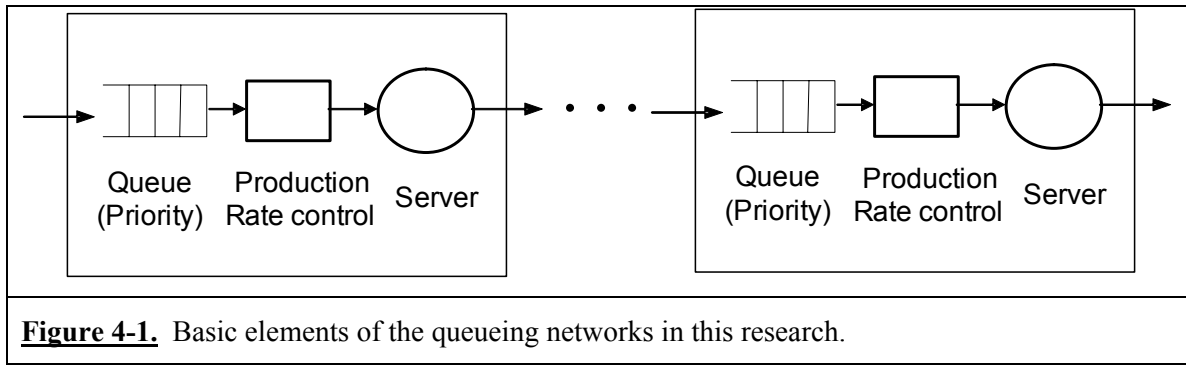 Queue
(Priority)
Production
Rate control
Server
Queue
(Priority)
Production
Rate control
Server
Figure 4-1. Basic elements of the queueing networks in this research.